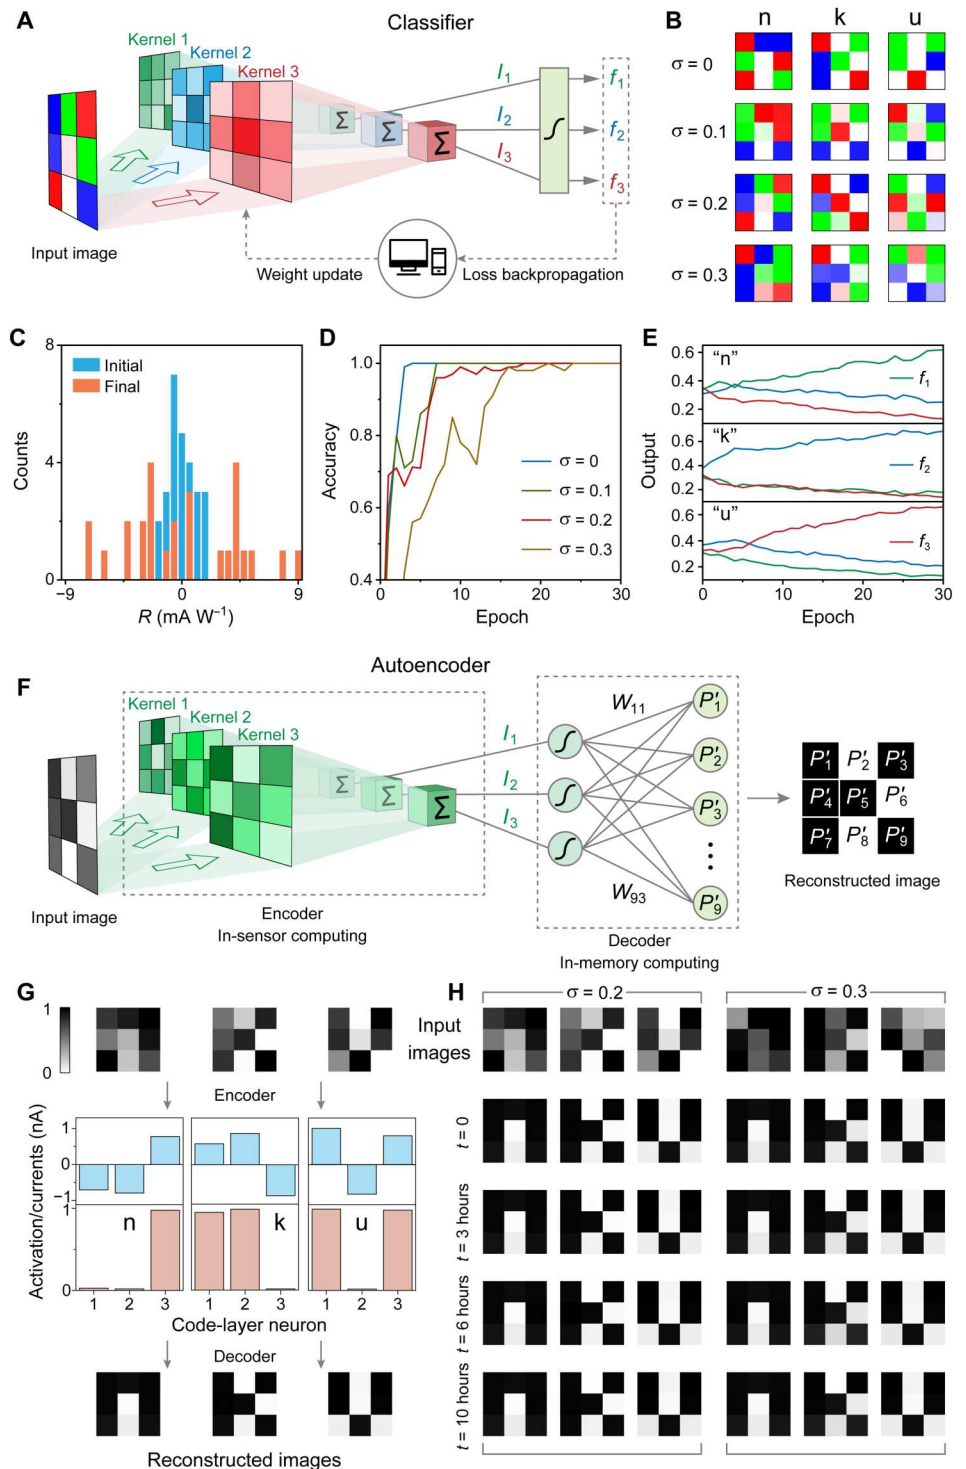 A
Classifier
Kernel 1
Kernel 2
Kernel 3
Σ
Σ
Σ
I1
I2
I3
f1
f2
f3
Input image
Weight update
Loss backpropagation
B
n k u
σ = 0
σ = 0.1
σ = 0.2
σ = 0.3
C
8
4
0
Counts
Initial
Final
−9 0 9
R (mA W−1)
D
1.0
0.8
0.6
0.4
Accuracy
σ = 0
σ = 0.1
σ = 0.2
σ = 0.3
0 10 20 30
Epoch
E
Output
0.6
0.4
0.2
"n"
f1
0.6
0.4
0.2
"k"
f2
0.6
0.4
0.2
"u"
f3
0 10 20 30
Epoch
F
Autoencoder
Kernel 1
Kernel 2
Kernel 3
Σ
Σ
Σ
I1
I2
I3
W11
W93
P′1
P′2
P′3
P′9
P′1 P′2 P′3
P′4 P′5 P′6
P′7 P′8 P′9
Input image
Encoder
In-sensor computing
Decoder
In-memory computing
Reconstructed image
G
1
0
Encoder
Activation/currents (nA)
1
0
−1
1
0
n k u
1 2 3 1 2 3 1 2 3
Code-layer neuron
Decoder
Reconstructed images
H
σ = 0.2 σ = 0.3
Input
images
t = 0
t = 3 hours
t = 6 hours
t = 10 hours